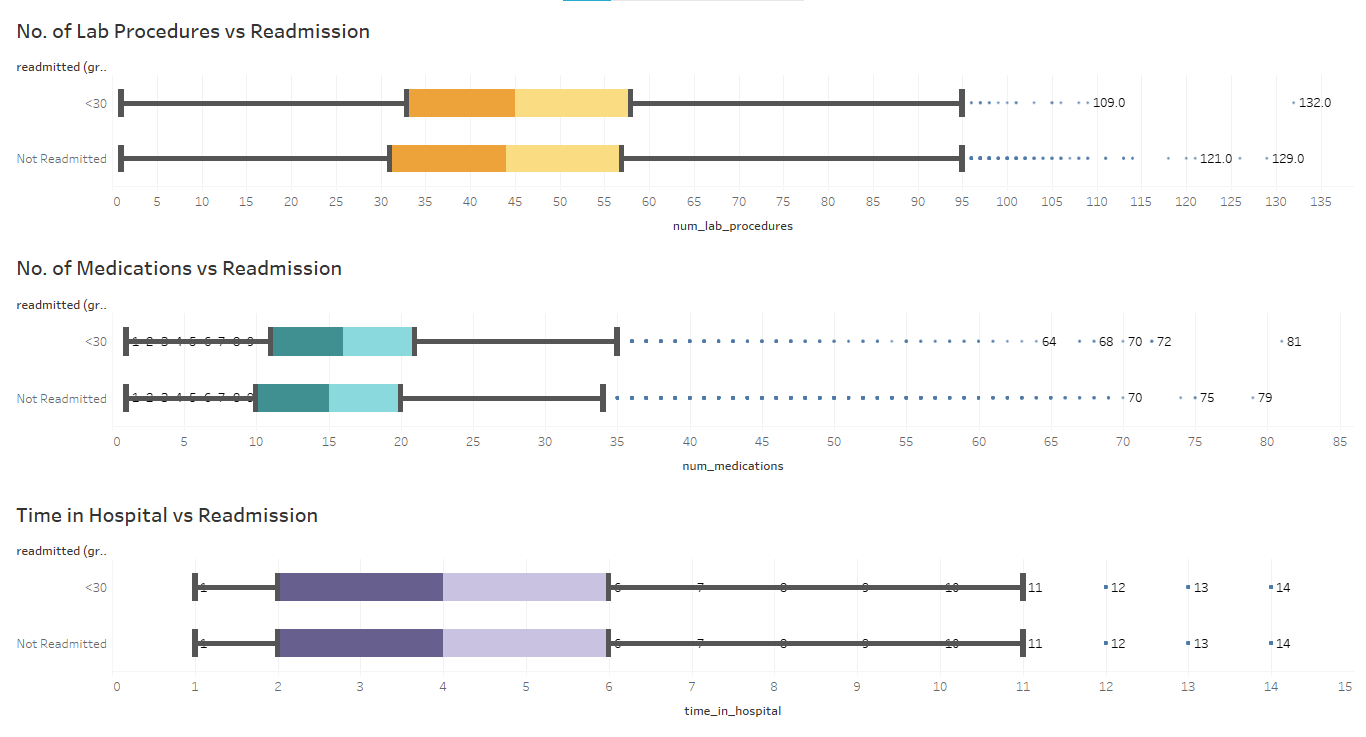 No. of Lab Procedures vs Readmission
readmitted (gr..
<30
109.0 132.0
Not Readmitted
121.0 129.0
0 5 10 15 20 25 30 35 40 45 50 55 60 65 70 75 80 85 90 95 100 105 110 115 120 125 130 135
num_lab_procedures
No. of Medications vs Readmission
readmitted (gr..
<30 1 2 3 4 5 6 7 8 9 64 68 70 72 81
Not Readmitted 1 2 3 4 5 6 7 8 9 70 75 79
0 5 10 15 20 25 30 35 40 45 50 55 60 65 70 75 80 85
num_medications
Time in Hospital vs Readmission
readmitted (gr..
<30 1 6 7 8 9 10 11 12 13 14
Not Readmitted 1 6 7 8 9 10 11 12 13 14
0 1 2 3 4 5 6 7 8 9 10 11 12 13 14 15
time_in_hospital